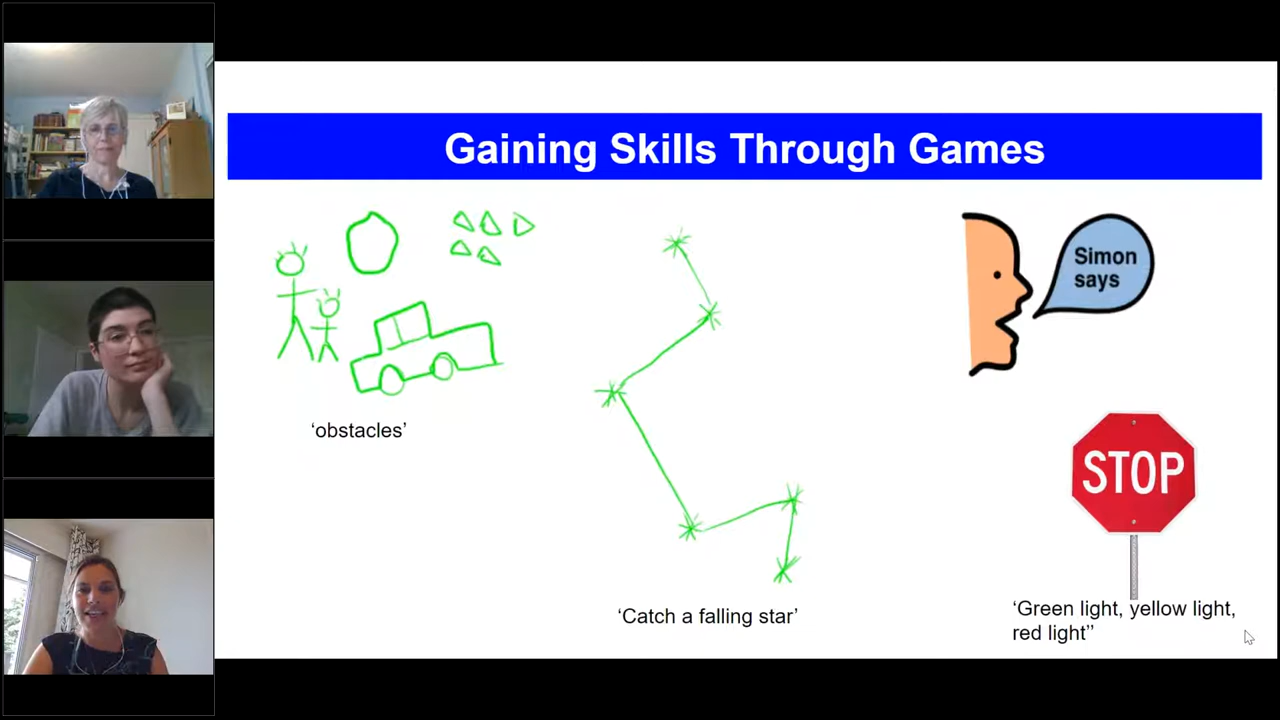 Gaining Skills Through Games
Simon
says
‘obstacles’
STOP
‘Catch a falling star’
‘Green light, yellow light,
red light’’